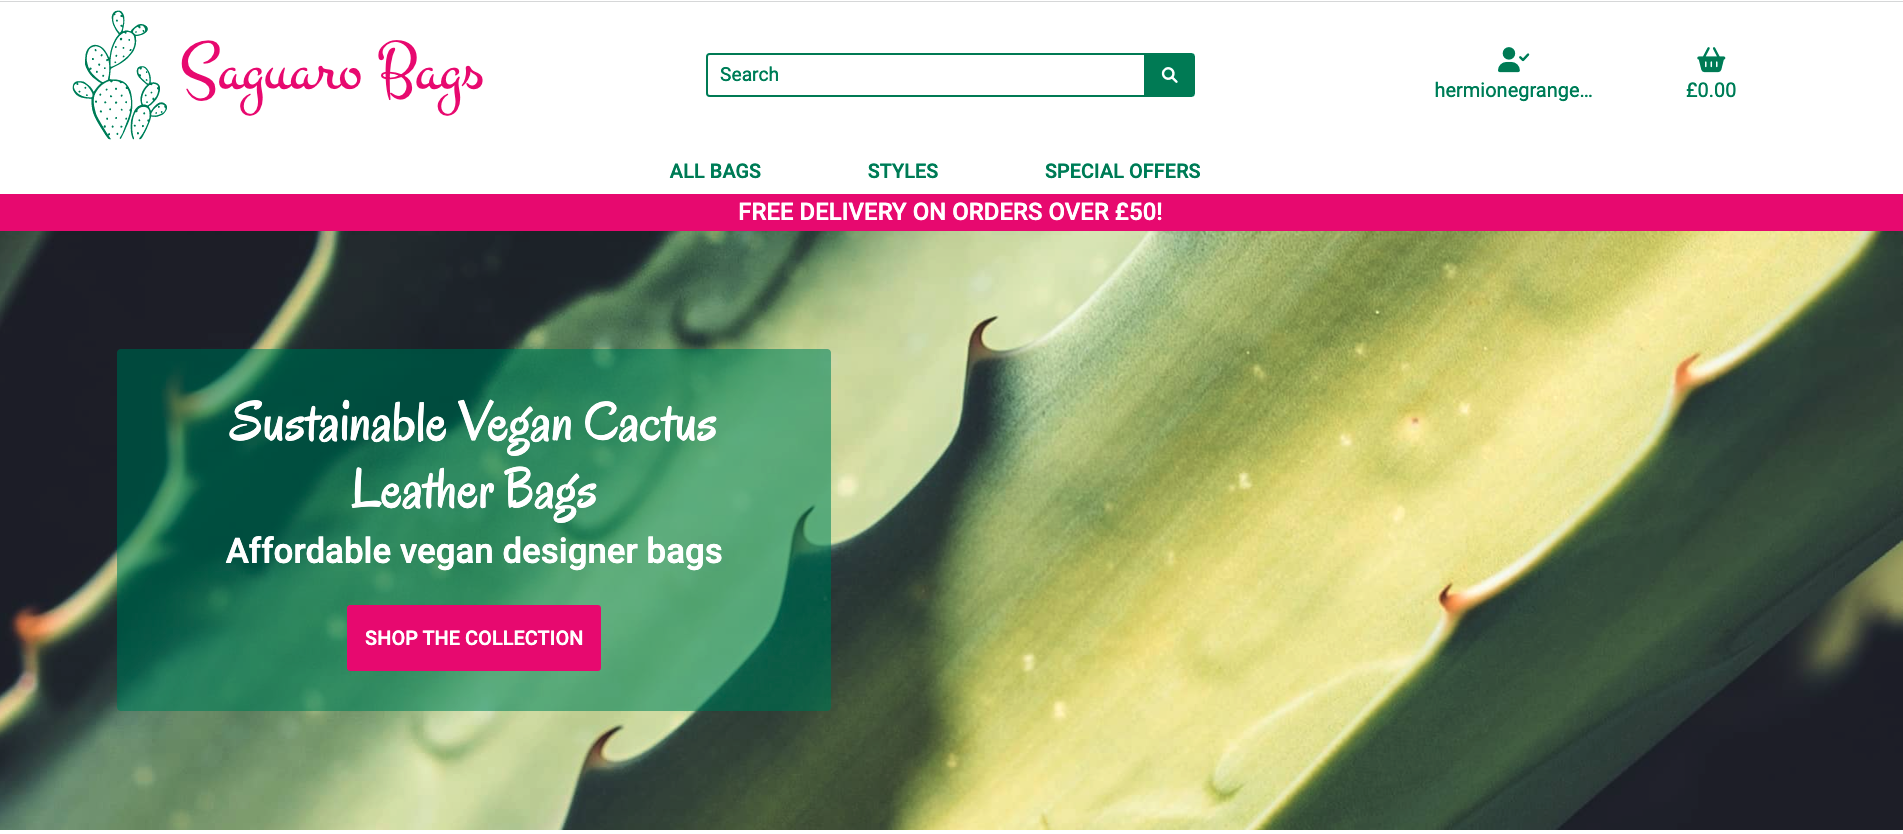 Saguaro Bags
Search
hermionegrange...
£0.00
ALL BAGS
STYLES
SPECIAL OFFERS
FREE DELIVERY ON ORDERS OVER £50!
Sustainable Vegan Cactus
Leather Bags
Affordable vegan designer bags
SHOP THE COLLECTION